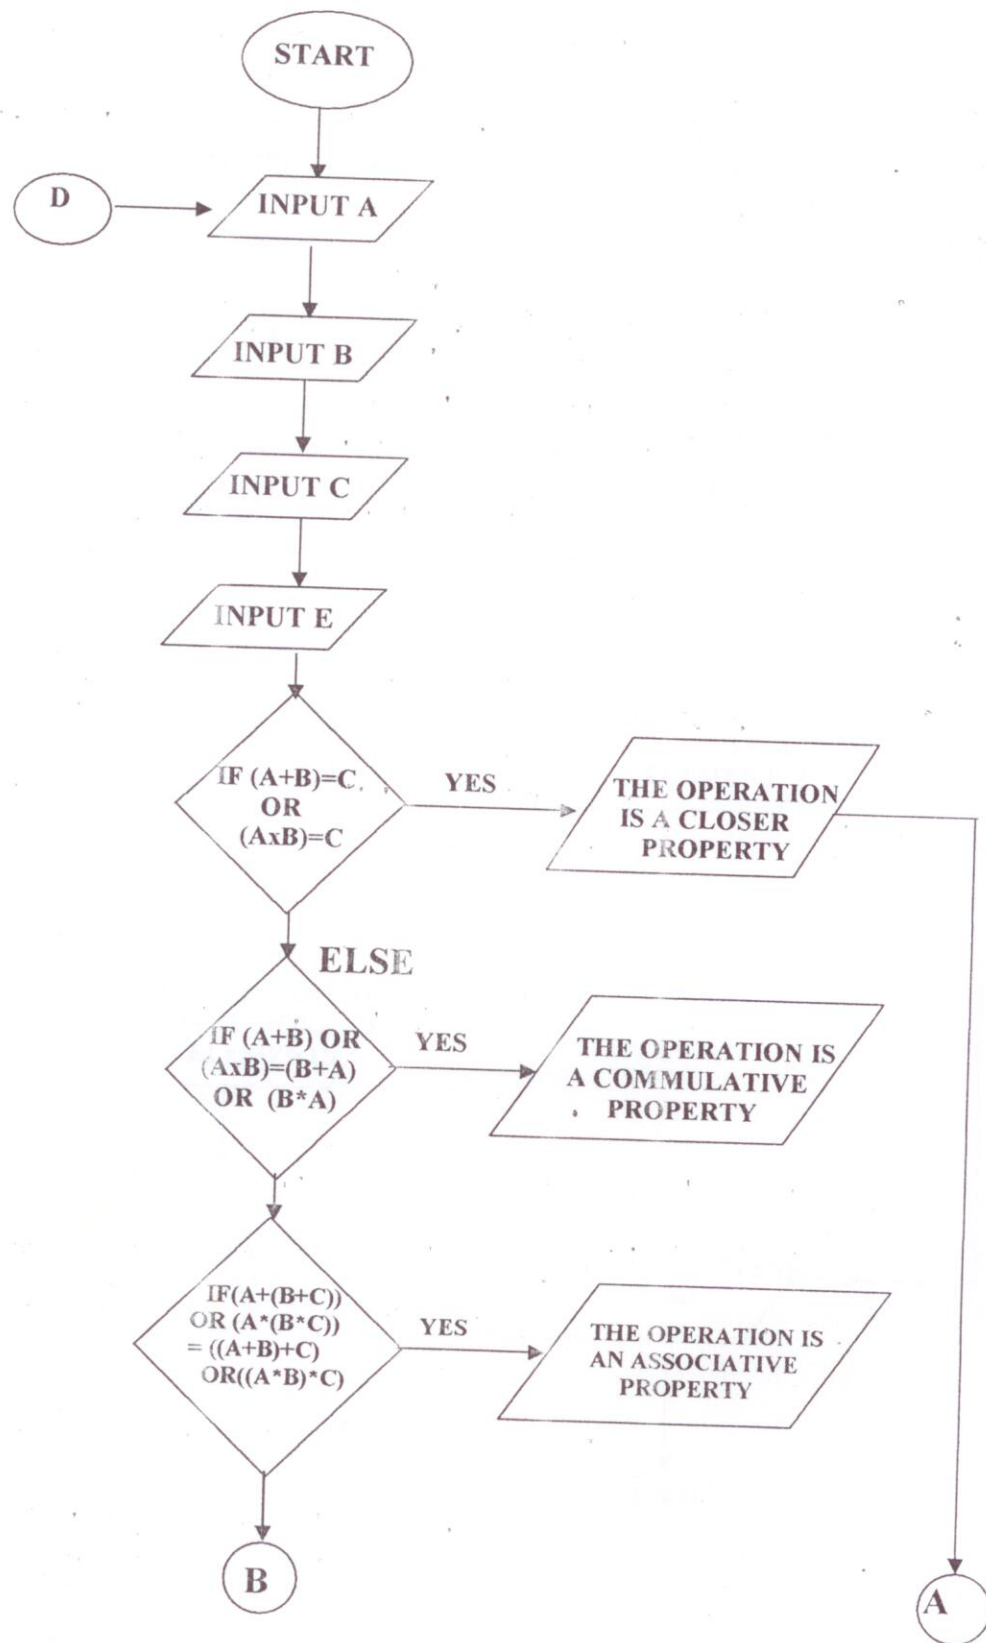 START
D
INPUT A
INPUT B
INPUT C
INPUT E
IF (A+B)=C
OR
(AxB)=C
YES
THE OPERATION
IS A CLOSER
PROPERTY
ELSE
IF (A+B) OR
(AxB)=(B+A)
OR (B*A)
YES
THE OPERATION IS
A COMMULATIVE
PROPERTY
IF(A+(B+C))
OR (A*(B*C))
= ((A+B)+C)
OR((A*B)*C)
YES
THE OPERATION IS
AN ASSOCIATIVE
PROPERTY
B
A